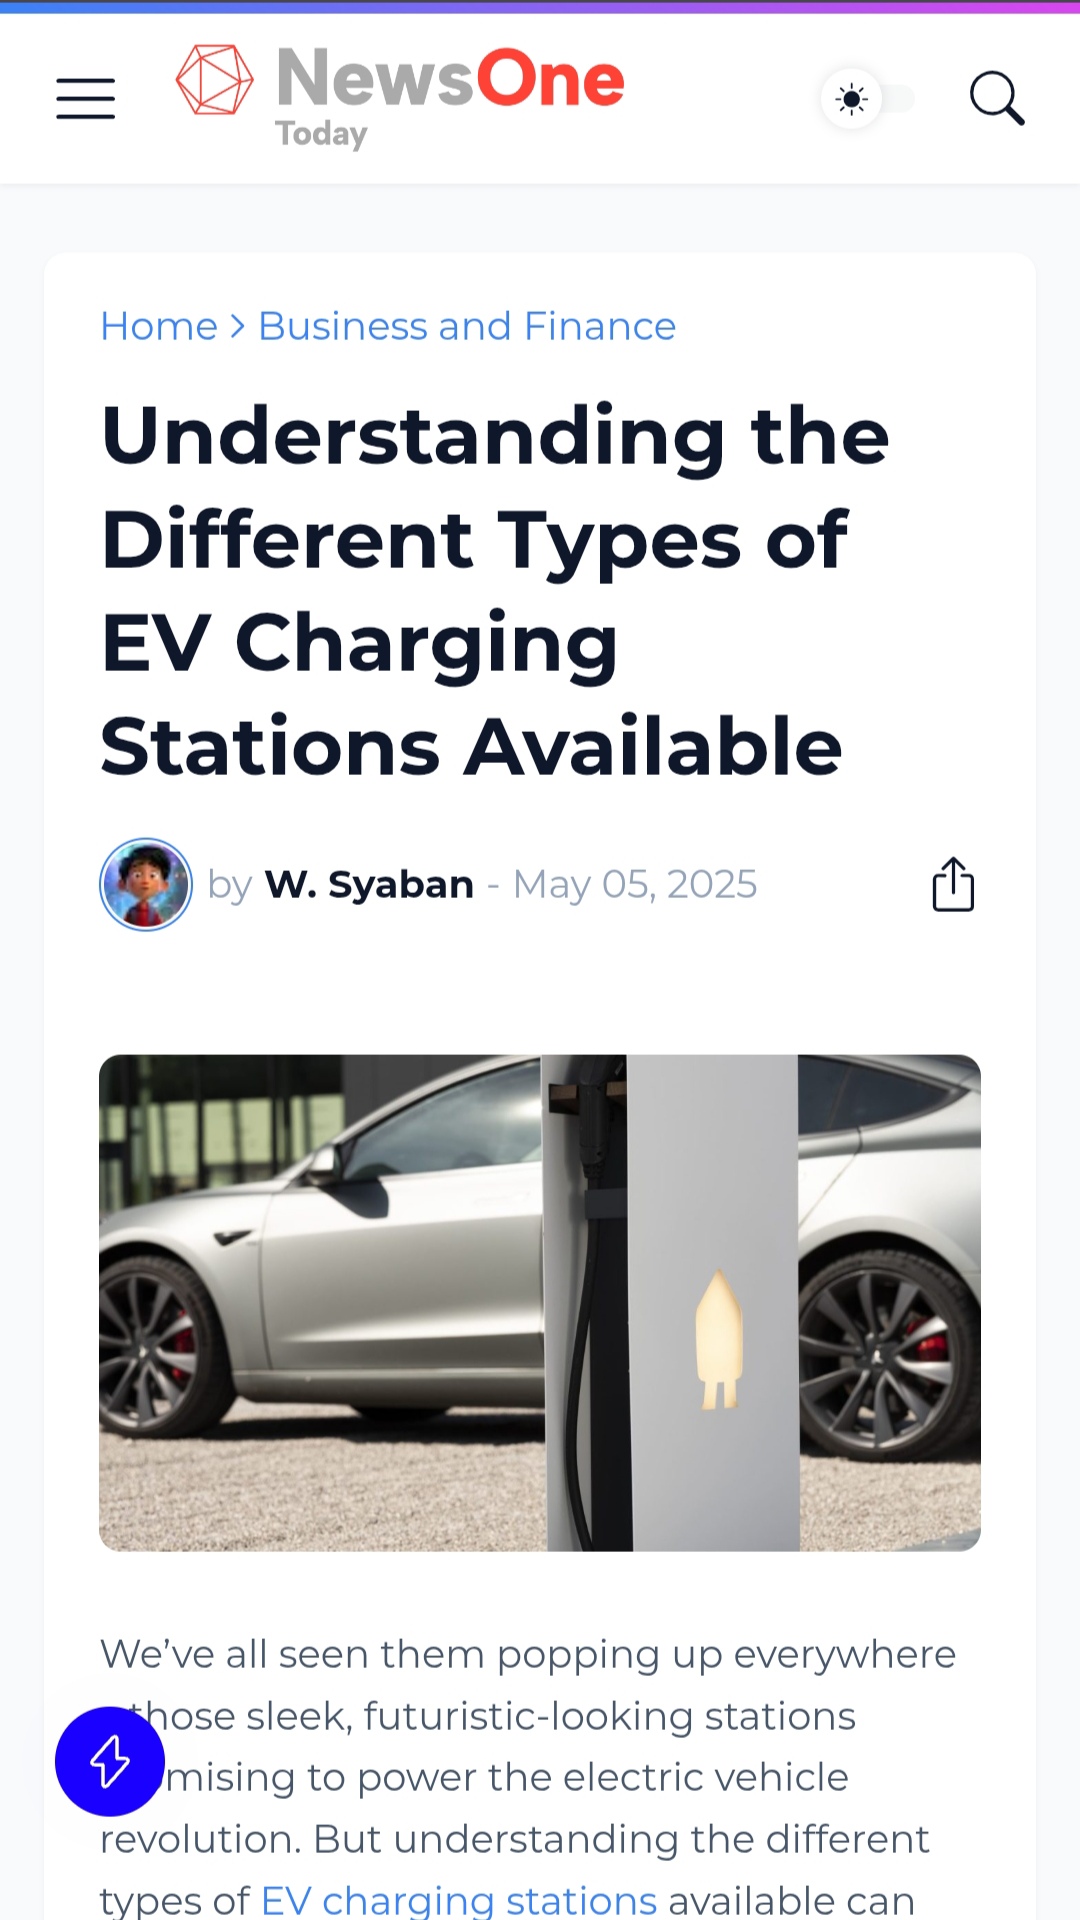 NewsOne
Today
Home > Business and Finance
Understanding the
Different Types of
EV Charging
Stations Available
by W. Syaban - May 05, 2025
We’ve all seen them popping up everywhere
those sleek, futuristic-looking stations
mising to power the electric vehicle
revolution. But understanding the different
types of EV charging stations available can